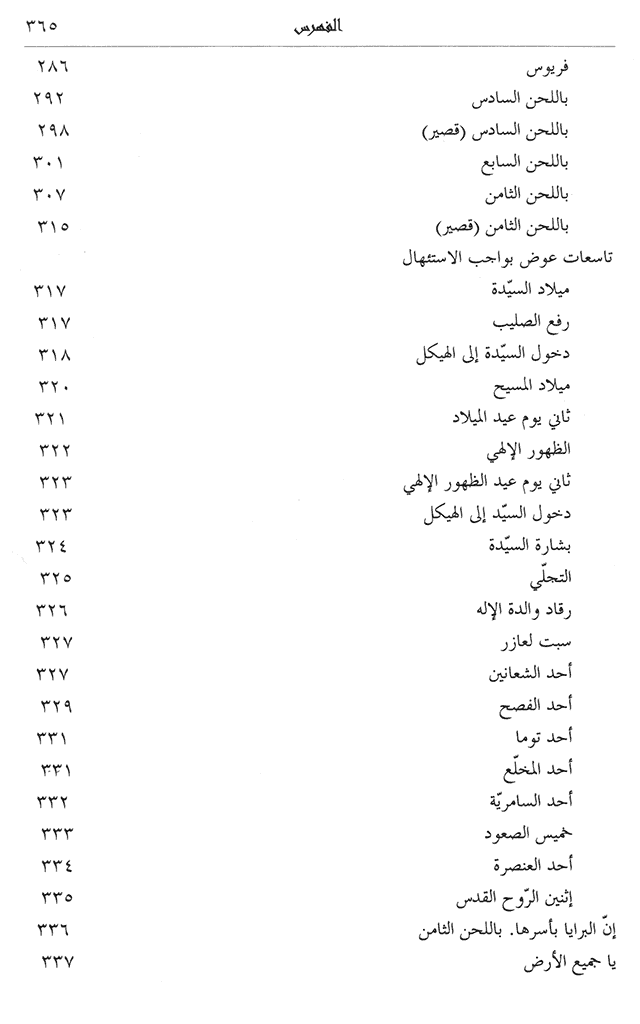 الفهرس ٣٦٥
فريوس ٢٨٦
باللحن السادس ٢٩٢
باللحن السادس (قصير) ٢٩٨
باللحن السابع ٣٠١
باللحن الثامن ٣٠٧
باللحن الثامن (قصير) ٣١٥
تاسعات عوض بواجب الاستئهال
ميلاد السيّدة ٣١٧
رفع الصليب ٣١٧
دخول السيّدة إلى الهيكل ٣١٨
ميلاد المسيح ٣٢٠
ثاني يوم عيد الميلاد ٣٢١
الظهور الإلهي ٣٢٢
ثاني يوم عيد الظهور الإلهي ٣٢٣
دخول السيّد إلى الهيكل ٣٢٣
بشارة السيّدة ٣٢٤
التجلّي ٣٢٥
رقاد والدة الإله ٣٢٦
سبت لعازر ٣٢٧
أحد الشعانين ٣٢٧
أحد الفصح ٣٢٩
أحد توما ٣٣١
أحد المخلّع ٣٣١
أحد السامريّة ٣٣٢
خميس الصعود ٣٣٣
أحد العنصرة ٣٣٤
إثنين الرّوح القدس ٣٣٥
إنّ البرايا بأسرها. باللحن الثامن ٣٣٦
يا جميع الأرض ٣٣٧